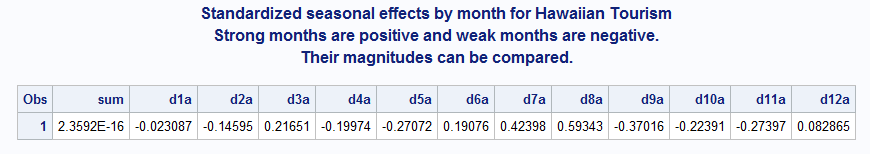 Standardized seasonal effects by month for Hawaiian Tourism
Strong months are positive and weak months are negative.
Their magnitudes can be compared.
Obs sum d1a d2a d3a d4a d5a d6a d7a d8a d9a d10a d11a d12a
1 2.3592E-16 -0.023087 -0.14595 0.21651 -0.19974 -0.27072 0.19076 0.42398 0.59343 -0.37016 -0.22391 -0.27397 0.082865